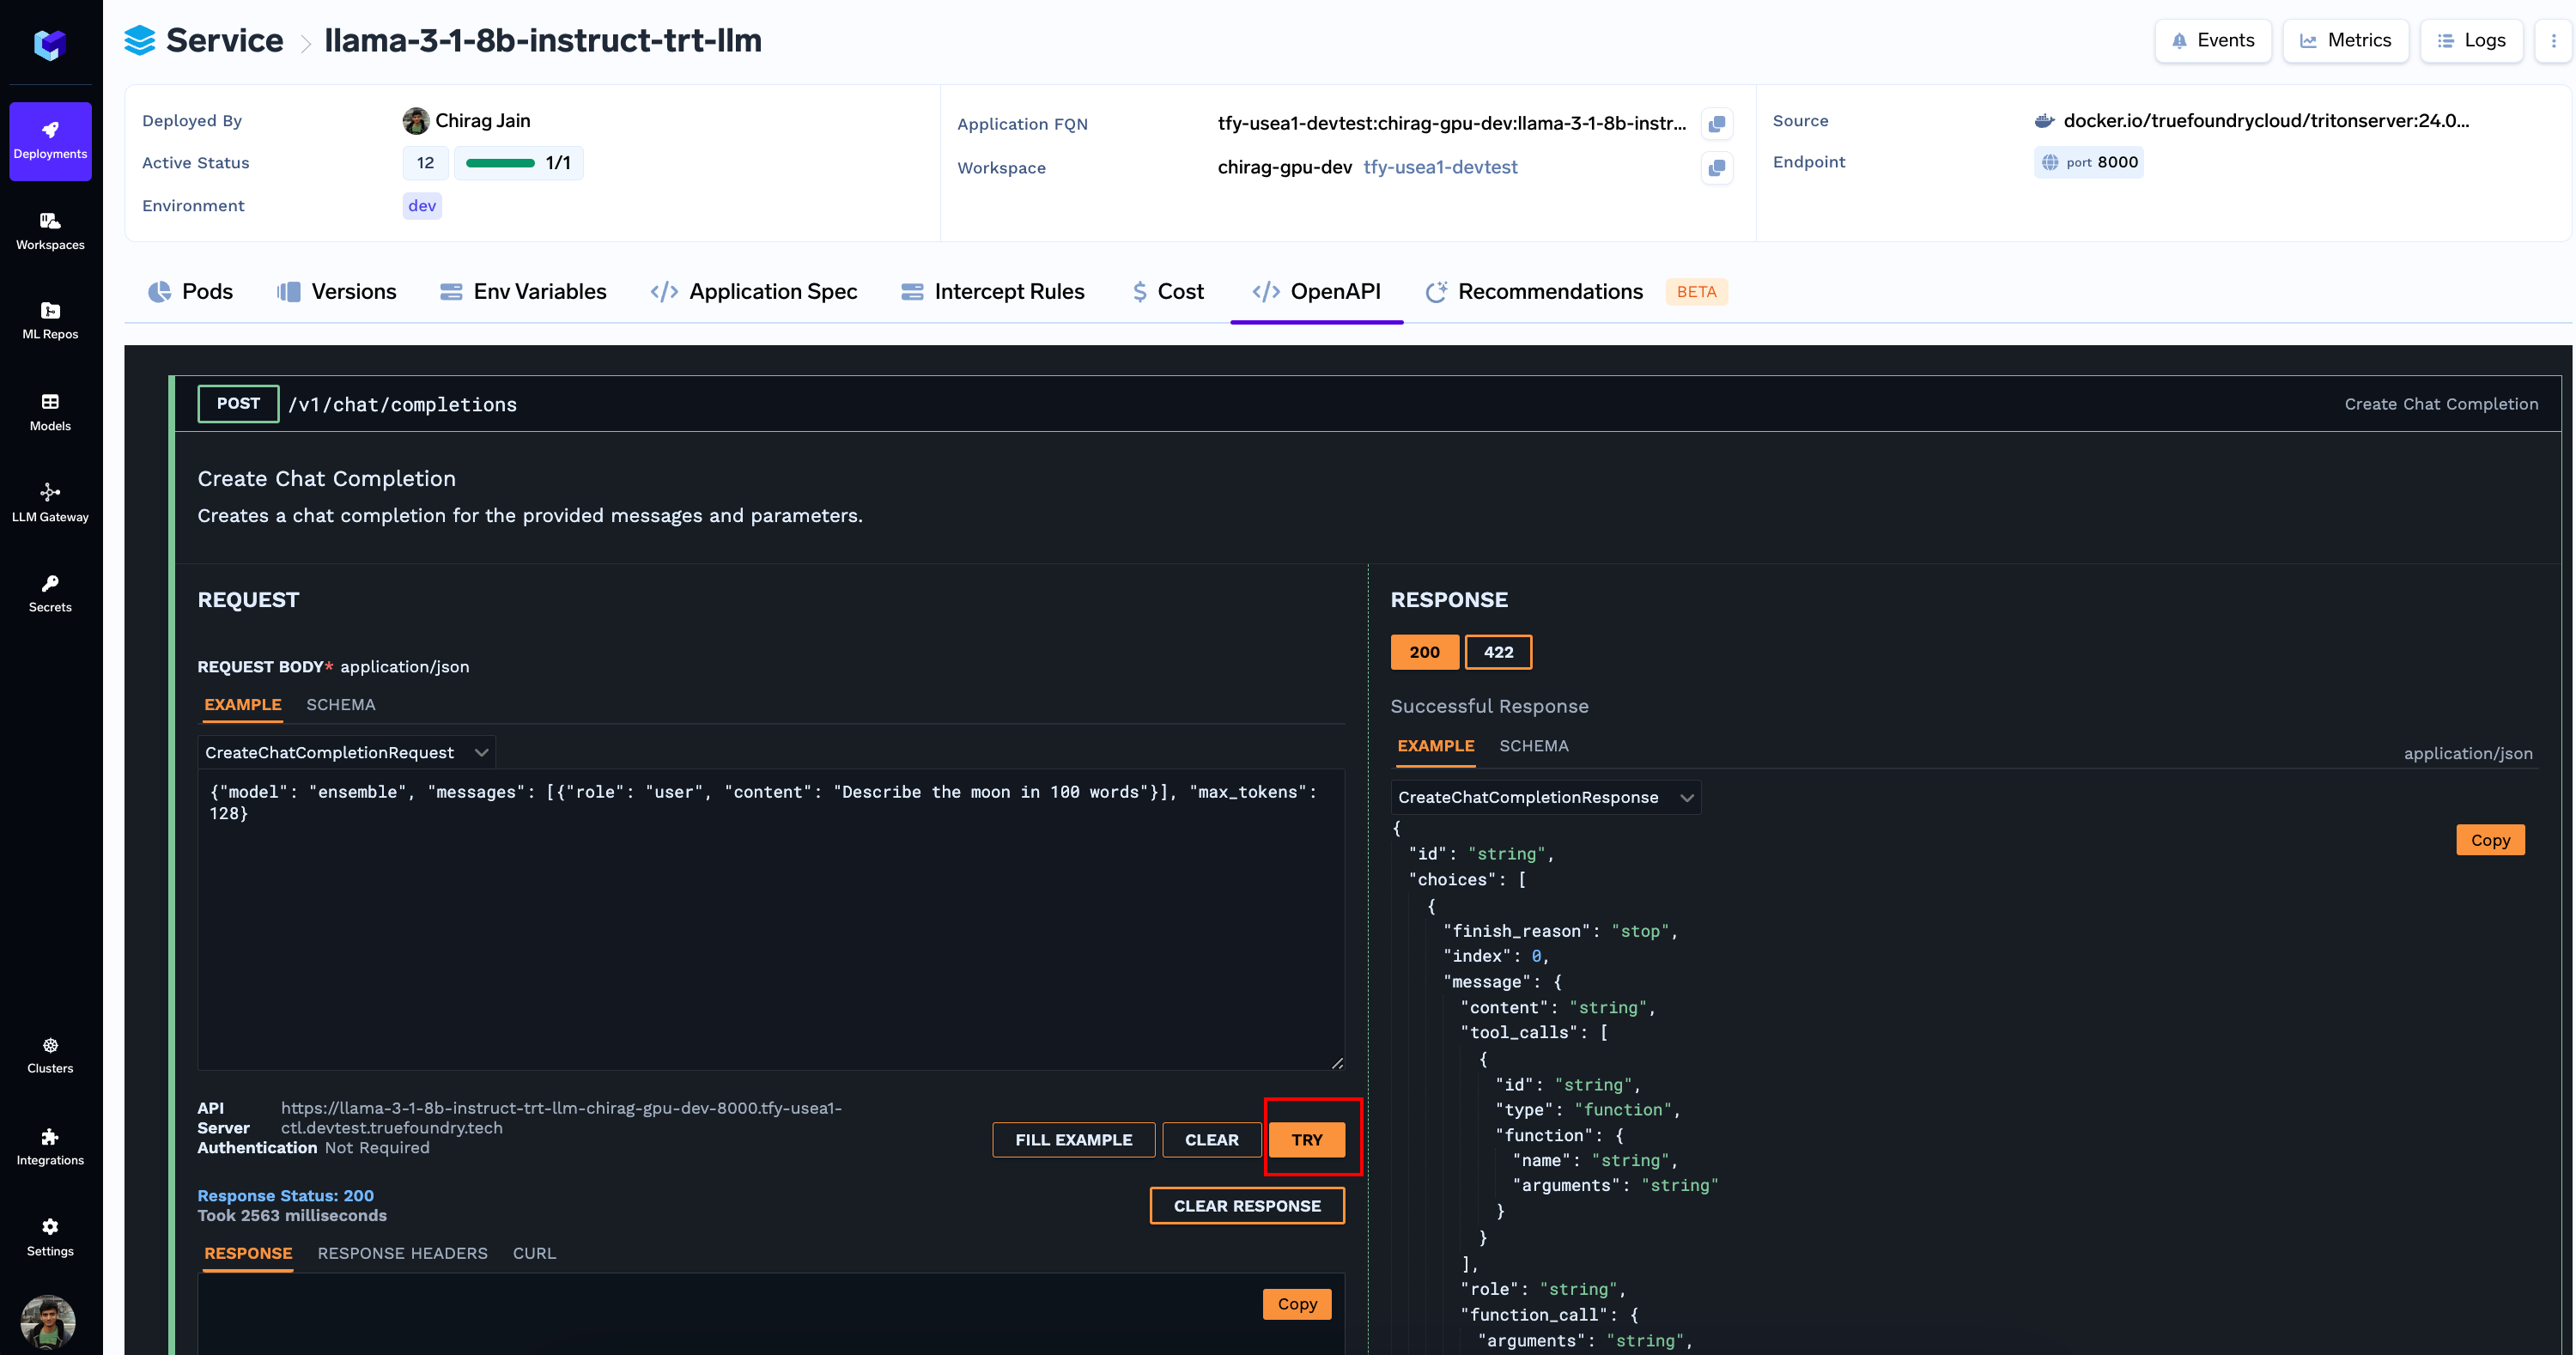 Service > llama-3-1-8b-instruct-trt-llm
Events
Metrics
Logs
Deployments
Workspaces
ML Repos
Models
LLM Gateway
Secrets
Clusters
Integrations
Settings
Deployed By Chirag Jain
Active Status 12 1/1
Environment dev
Application FQN tfy-usea1-devtest:chirag-gpu-dev:llama-3-1-8b-instr...
Workspace chirag-gpu-dev tfy-usea1-devtest
Source docker.io/truefoundrycloud/tritonserver:24.0...
Endpoint port 8000
Pods Versions Env Variables </> Application Spec Intercept Rules $ Cost </> OpenAPI Recommendations BETA
POST /v1/chat/completions Create Chat Completion
Create Chat Completion
Creates a chat completion for the provided messages and parameters.
REQUEST
REQUEST BODY* application/json
EXAMPLE SCHEMA
CreateChatCompletionRequest
{"model": "ensemble", "messages": [{"role": "user", "content": "Describe the moon in 100 words"}], "max_tokens":
128}
API https://llama-3-1-8b-instruct-trt-llm-chirag-gpu-dev-8000.tfy-usea1-
Server ctl.devtest.truefoundry.tech
Authentication Not Required
FILL EXAMPLE CLEAR TRY
Response Status: 200
Took 2563 milliseconds
CLEAR RESPONSE
RESPONSE RESPONSE HEADERS CURL
Copy
RESPONSE
200 422
Successful Response
EXAMPLE SCHEMA application/json
CreateChatCompletionResponse
Copy
{
"id": "string",
"choices": [
{
"finish_reason": "stop",
"index": 0,
"message": {
"content": "string",
"tool_calls": [
{
"id": "string",
"type": "function",
"function": {
"name": "string",
"arguments": "string"
}
}
],
"role": "string",
"function_call": {
"arguments": "string",